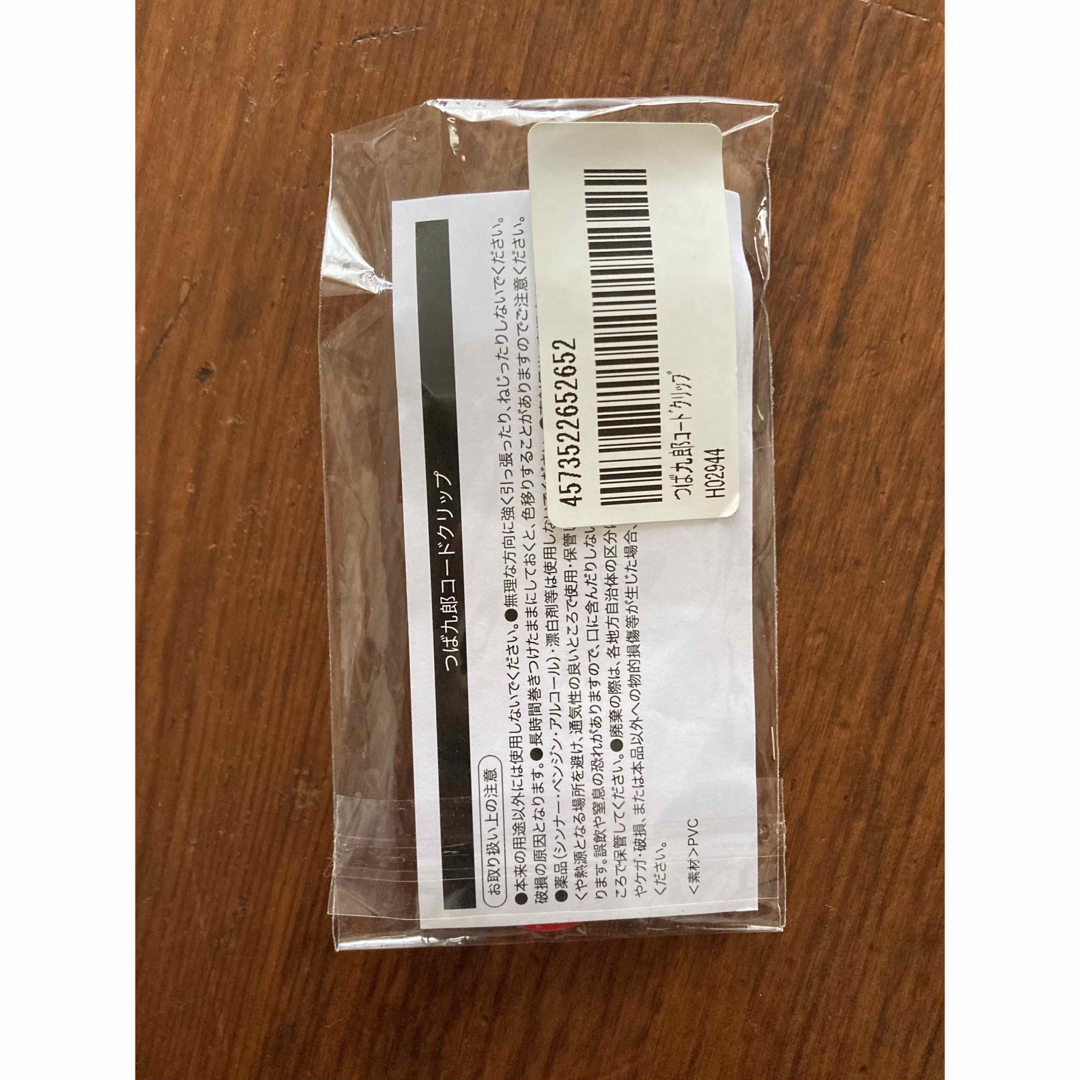 つば九郎コードクリップ
お取り扱い上の注意
●本来の用途以外には使用しないでください。●無理な方向に強く引っ張ったり、ねじったりしないでください。
破損の原因となります。●長時間巻きつけたままにしておくと、色移りすることがありますのでご注意ください。
●薬品(シンナー・ベンジン・アルコール)・漂白剤等は使用しないでください
くや熱源となる場所を避け、通気性の良いところで使用・保管し
ります。誤飲や窒息の恐れがありますので、口に含んだりしない
ころで保管してください。●廃棄の際は、各地方自治体の区分に
やケガ・破損、または本品以外への物的損傷等が生じた場合、
ください。
<素材>PVC
4573522652652
つば九郎ｺｰﾄﾞｸﾘｯﾌﾟ
H02944